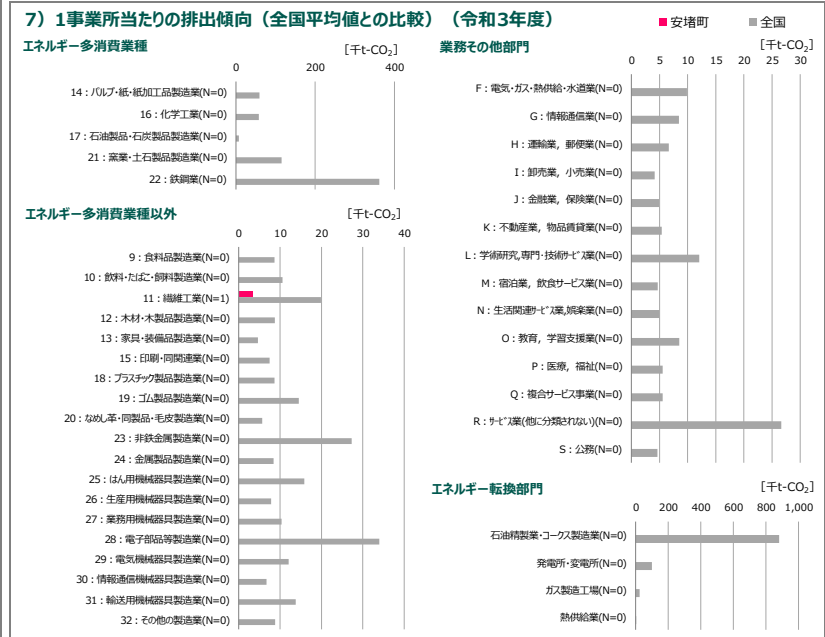 7）1事業所当たりの排出傾向（全国平均値との比較）（令和3年度）
■安堵町 ■全国
エネルギー多消費業種
[千t-CO₂]
0 200 400
14：パルプ・紙・紙加工品製造業(N=0)
16：化学工業(N=0)
17：石油製品・石炭製品製造業(N=0)
21：窯業・土石製品製造業(N=0)
22：鉄鋼業(N=0)
エネルギー多消費業種以外
[千t-CO₂]
0 10 20 30 40
9：食料品製造業(N=0)
10：飲料・たばこ・飼料製造業(N=0)
11：繊維工業(N=1)
12：木材・木製品製造業(N=0)
13：家具・装備品製造業(N=0)
15：印刷・同関連業(N=0)
18：プラスチック製品製造業(N=0)
19：ゴム製品製造業(N=0)
20：なめし革・同製品・毛皮製造業(N=0)
23：非鉄金属製造業(N=0)
24：金属製品製造業(N=0)
25：はん用機械器具製造業(N=0)
26：生産用機械器具製造業(N=0)
27：業務用機械器具製造業(N=0)
28：電子部品等製造業(N=0)
29：電気機械器具製造業(N=0)
30：情報通信機械器具製造業(N=0)
31：輸送用機械器具製造業(N=0)
32：その他の製造業(N=0)
業務その他部門
[千t-CO₂]
0 5 10 15 20 25 30
F：電気・ガス・熱供給・水道業(N=0)
G：情報通信業(N=0)
H：運輸業，郵便業(N=0)
I：卸売業，小売業(N=0)
J：金融業，保険業(N=0)
K：不動産業，物品賃貸業(N=0)
L：学術研究,専門・技術ｻｰﾋﾞｽ業(N=0)
M：宿泊業，飲食サービス業(N=0)
N：生活関連ｻｰﾋﾞｽ業,娯楽業(N=0)
O：教育，学習支援業(N=0)
P：医療，福祉(N=0)
Q：複合サービス事業(N=0)
R：ｻｰﾋﾞｽ業(他に分類されない)(N=0)
S：公務(N=0)
エネルギー転換部門
[千t-CO₂]
0 200 400 600 800 1,000
石油精製業・コークス製造業(N=0)
発電所・変電所(N=0)
ガス製造工場(N=0)
熱供給業(N=0)